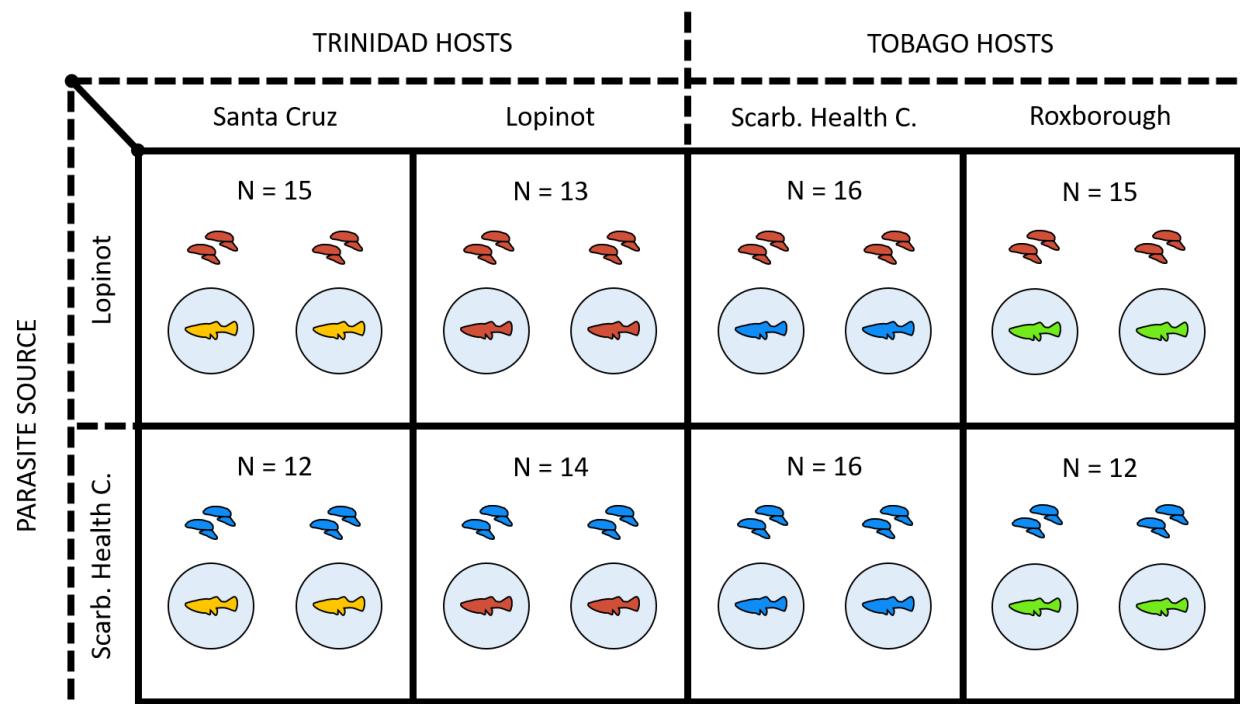 TRINIDAD HOSTS
TOBAGO HOSTS
Santa Cruz
Lopinot
Scarb. Health C.
Roxborough
PARASITE SOURCE
Lopinot
N = 15
N = 13
N = 16
N = 15
Scarb. Health C.
N = 12
N = 14
N = 16
N = 12